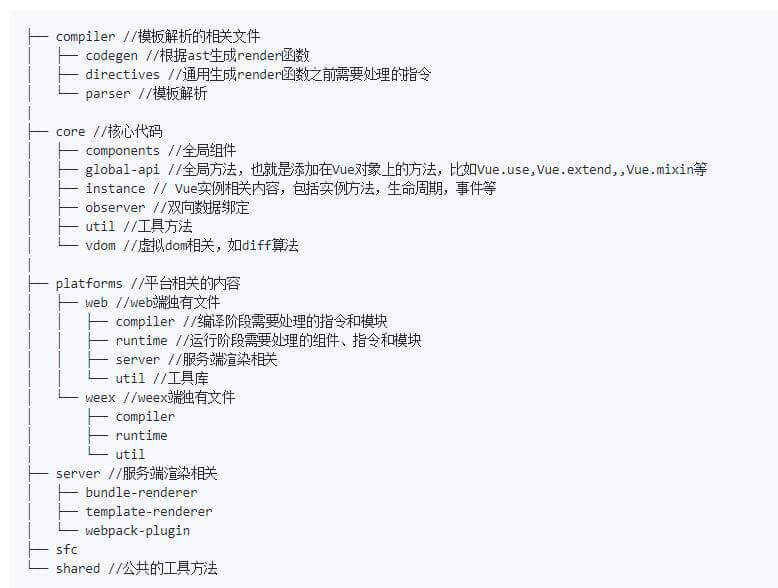 ├── compiler //模板解析的相关文件
│   ├── codegen //根据ast生成render函数
│   ├── directives //通用生成render函数之前需要处理的指令
│   └── parser //模板解析
│
├── core //核心代码
│   ├── components //全局组件
│   ├── global-api //全局方法，也就是添加在Vue对象上的方法，比如Vue.use,Vue.extend,,Vue.mixin等
│   ├── instance // Vue实例相关内容，包括实例方法，生命周期，事件等
│   ├── observer //双向数据绑定
│   ├── util //工具方法
│   └── vdom //虚拟dom相关，如diff算法
│
├── platforms //平台相关的内容
│   ├── web //web端独有文件
│   │   ├── compiler //编译阶段需要处理的指令和模块
│   │   ├── runtime //运行阶段需要处理的组件、指令和模块
│   │   ├── server //服务端渲染相关
│   │   └── util //工具库
│   └── weex //weex端独有文件
│       ├── compiler
│       ├── runtime
│       └── util
├── server //服务端渲染相关
│   ├── bundle-renderer
│   ├── template-renderer
│   └── webpack-plugin
├── sfc
└── shared //公共的工具方法